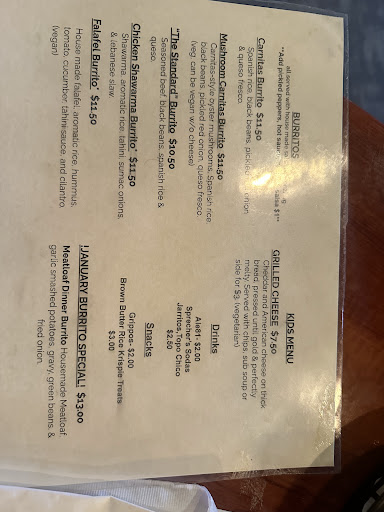 BURRITOS
all served with house made
**Add pickled peppers, hot sau salsa $1**
Carnitas Burrito $11.50
Spanish rice, black beans, pickle onion
& queso fresco.
Mushroom Carnitas Burrito $11.50
Carnitas-style oyster mushrooms, Spanish rice,
black beans, pickled red onion, queso fresco.
(veg, can be vegan w/o cheese)
"The Standard" Burrito $10.50
Seasoned beef, black beans, spanish rice &
queso.
Chicken Shawarma Burrito* $11.50
Shawarma, aromatic rice, tahini, sumac onions,
& lebanese slaw
Falafel Burrito* $11.50
House made falafel, aromatic rice, hummus,
tomato, cucumber, tahini sauce, and cilantro.
(vegan)
KIDS MENU
GRILLED CHEESE $7.50
Cheddar and American cheese on thick
bread, pressed until gold & perfectly
melty. Served with chips, sub soup or
side for $3. (vegetarian)
Drinks
Ale81- $2.00
Sprecher's Sodas
Jarritos, Topo Chico
$2.50
Snacks
Grippos- $2.00
Brown Butter Rice Krispie Treats:
$3.00
!JANUARY BURRITO SPECIAL! $13.00
Meatloaf Dinner Burrito: Housemade Meatloaf,
garlic smashed potatoes, gravy, green beans, &
fried onion.